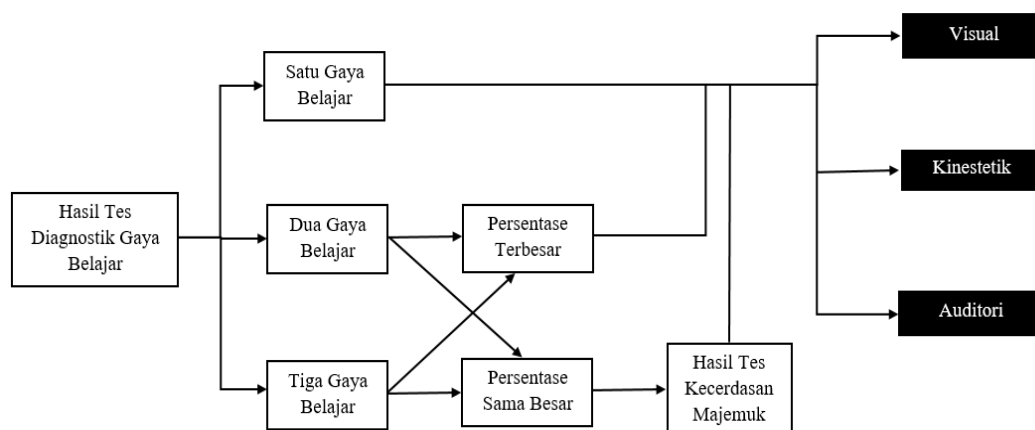 Hasil Tes
Diagnostik Gaya
Belajar
Satu Gaya
Belajar
Dua Gaya
Belajar
Tiga Gaya
Belajar
Persentase
Terbesar
Persentase
Sama Besar
Hasil Tes
Kecerdasan
Majemuk
Visual
Kinestetik
Auditori